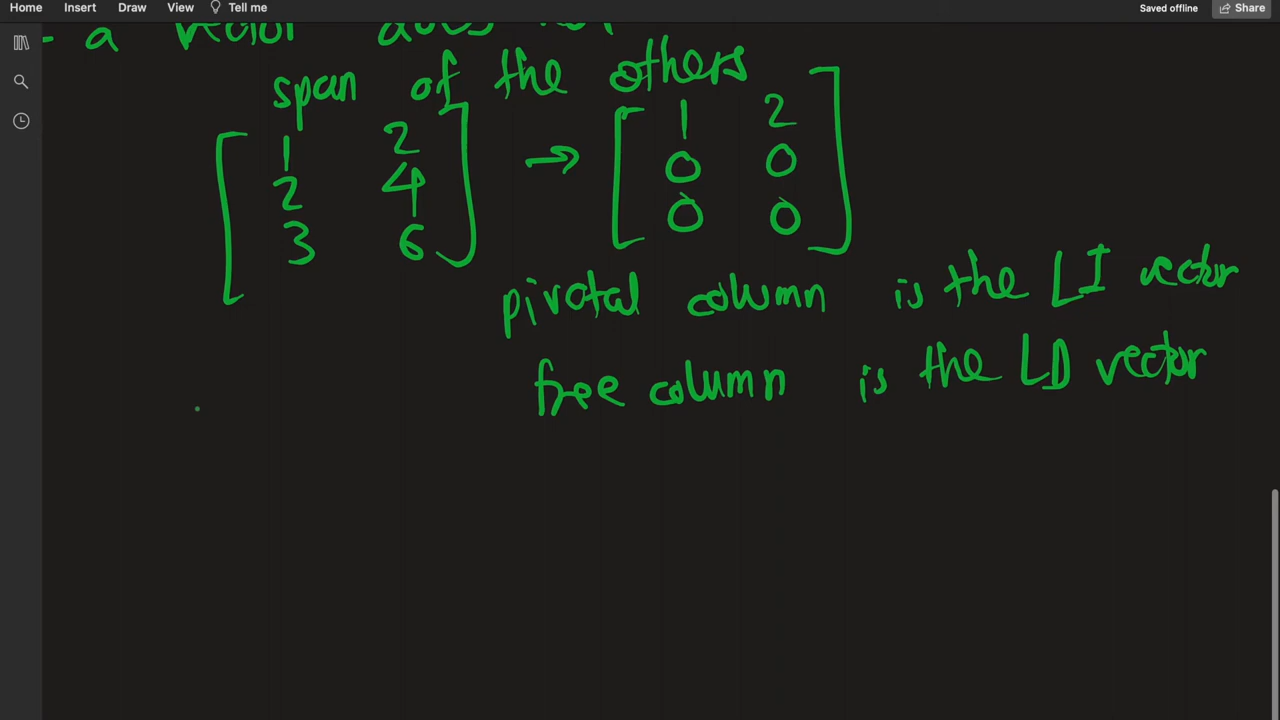 Home Insert Draw View Tell me Saved offline Share
- a vector does not
span of the others
[ 1 2 → [ 1 2
2 4 0 0
3 6 ] 0 0 ]
pivotal column is the LI vector
free column is the LD vector